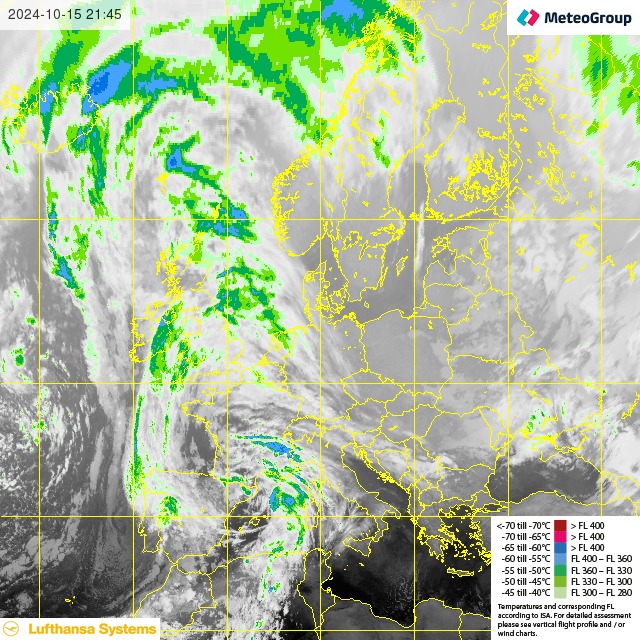 2024-10-15 21:45
MeteoGroup
<-70 till -70°C > FL 400
-70 till -65°C > FL 400
-65 till -60°C > FL 400
-60 till -55°C FL 400 – FL 360
-55 till -50°C FL 360 – FL 330
-50 till -45°C FL 330 – FL 300
-45 till -40°C FL 300 – FL 280
Temperatures and corresponding FL
according to ISA. For detailed assessment
please see vertical flight profile and / or
wind charts.
Lufthansa Systems